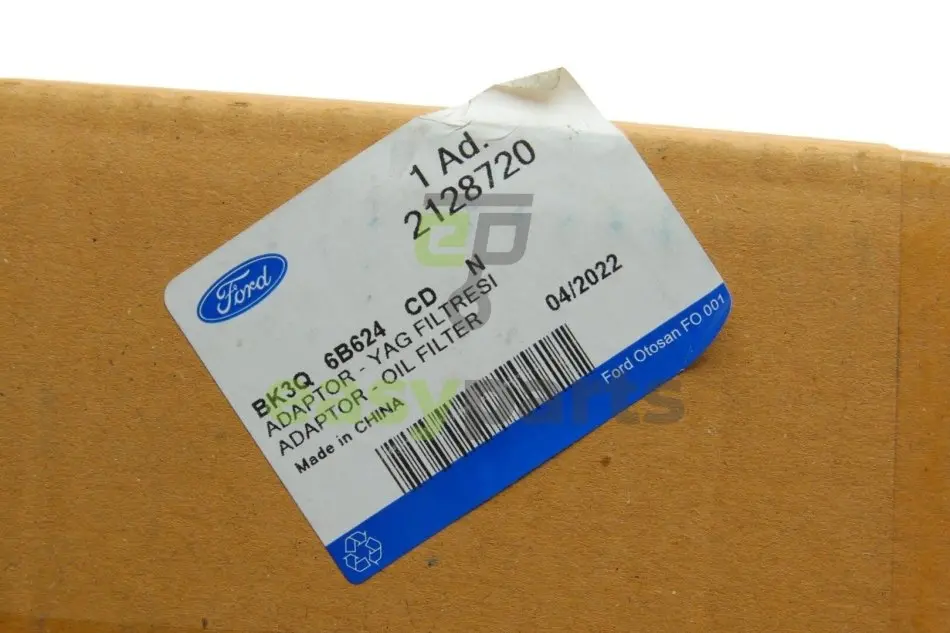 1 Ad.
2128720
Ford
BK3Q 6B624 CD N
ADAPTOR - YAG FILTRESI
ADAPTOR - OIL FILTER
04/2022
Made in CHINA
Ford Otosan FO 001
easyparts